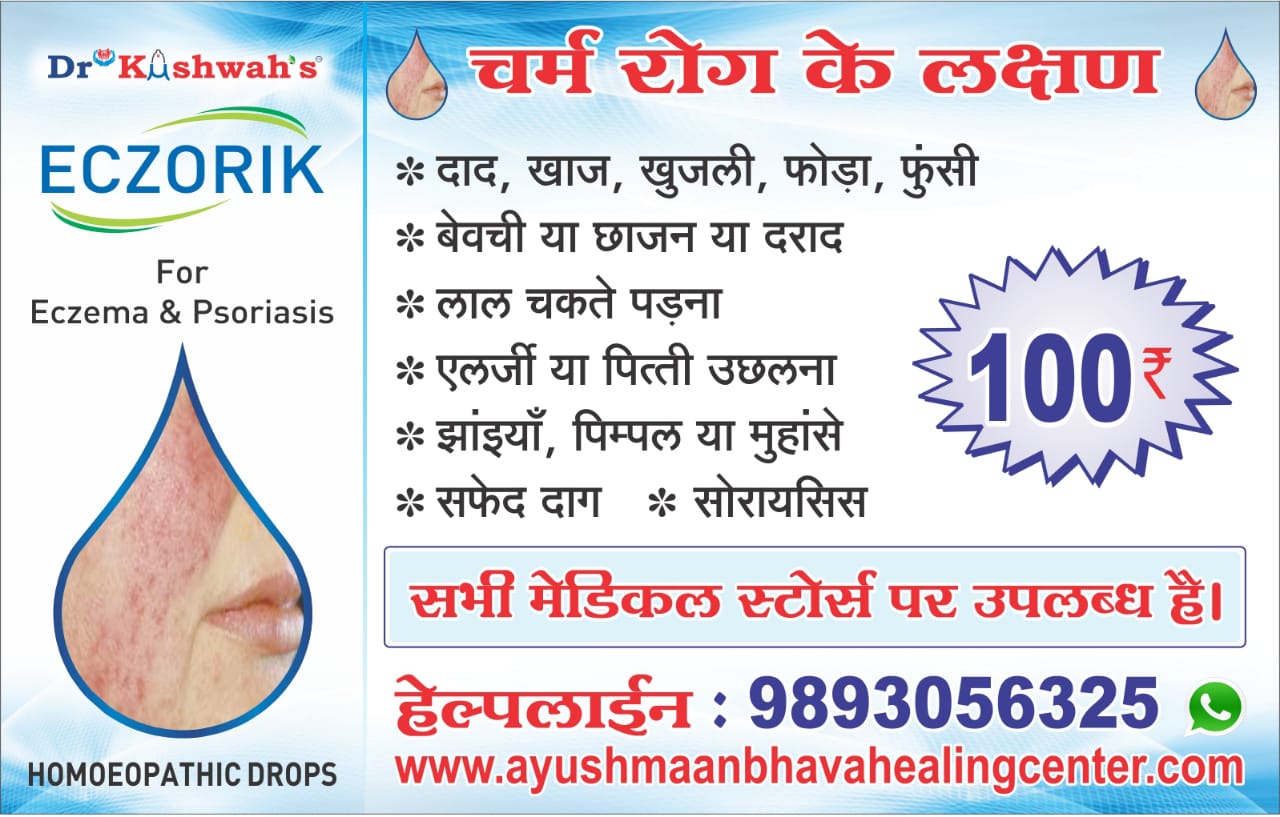 Dr Kushwah's
ECZORIK
For
Eczema & Psoriasis
HOMOEOPATHIC DROPS
चर्म रोग के लक्षण
* दाद, खाज, खुजली, फोड़ा, फुंसी
* बेवची या छाजन या दराद
* लाल चकते पड़ना
* एलर्जी या पित्ती उछलना
* झांइयाँ, पिम्पल या मुहांसे
* सफेद दाग * सोरायसिस
100₹
सभी मेडिकल स्टोर्स पर उपलब्ध है।
हेल्पलाईन : 9893056325
www.ayushmaanbhavahealingcenter.com